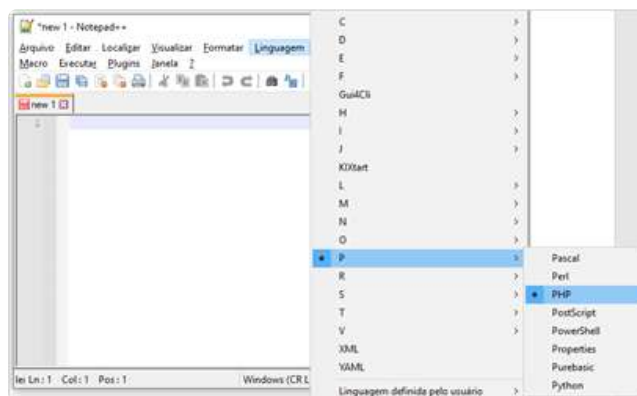 *new 1 - Notepad++
Arquivo Editar Localizar Visualizar Formatar Linguagem
Macro Executar Plugins Janela ?
new 1
1
lei Ln : 1 Col : 1 Pos : 1 Windows (CR L
C
D
E
F
Gui4Cli
H
I
J
KIXtart
L
M
N
O
P
R
S
T
V
XML
YAML
Linguagem definida pelo usuário
Pascal
Perl
PHP
PostScript
PowerShell
Properties
Purebasic
Python